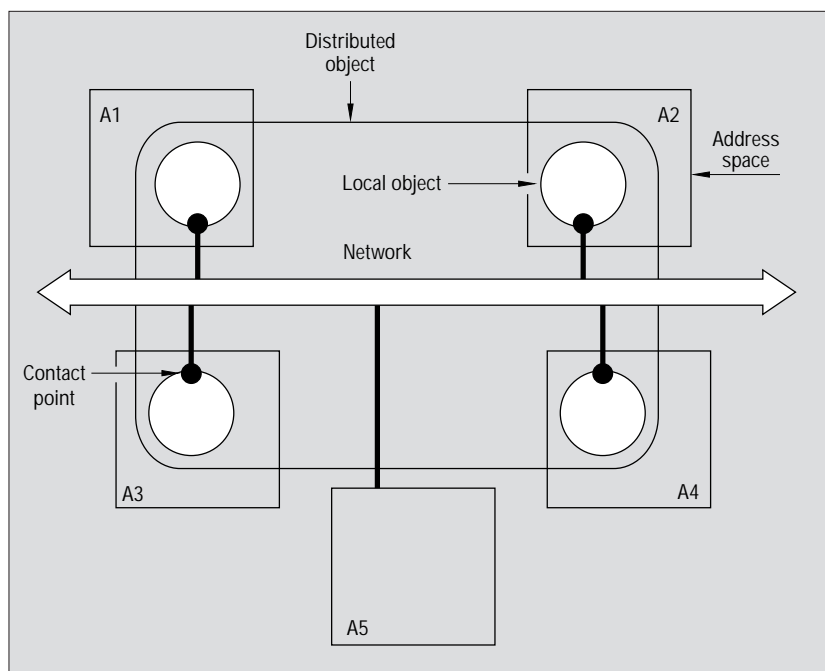 Distributed
object
A1
A2
Address
space
Local object
Network
Contact
point
A3
A4
A5